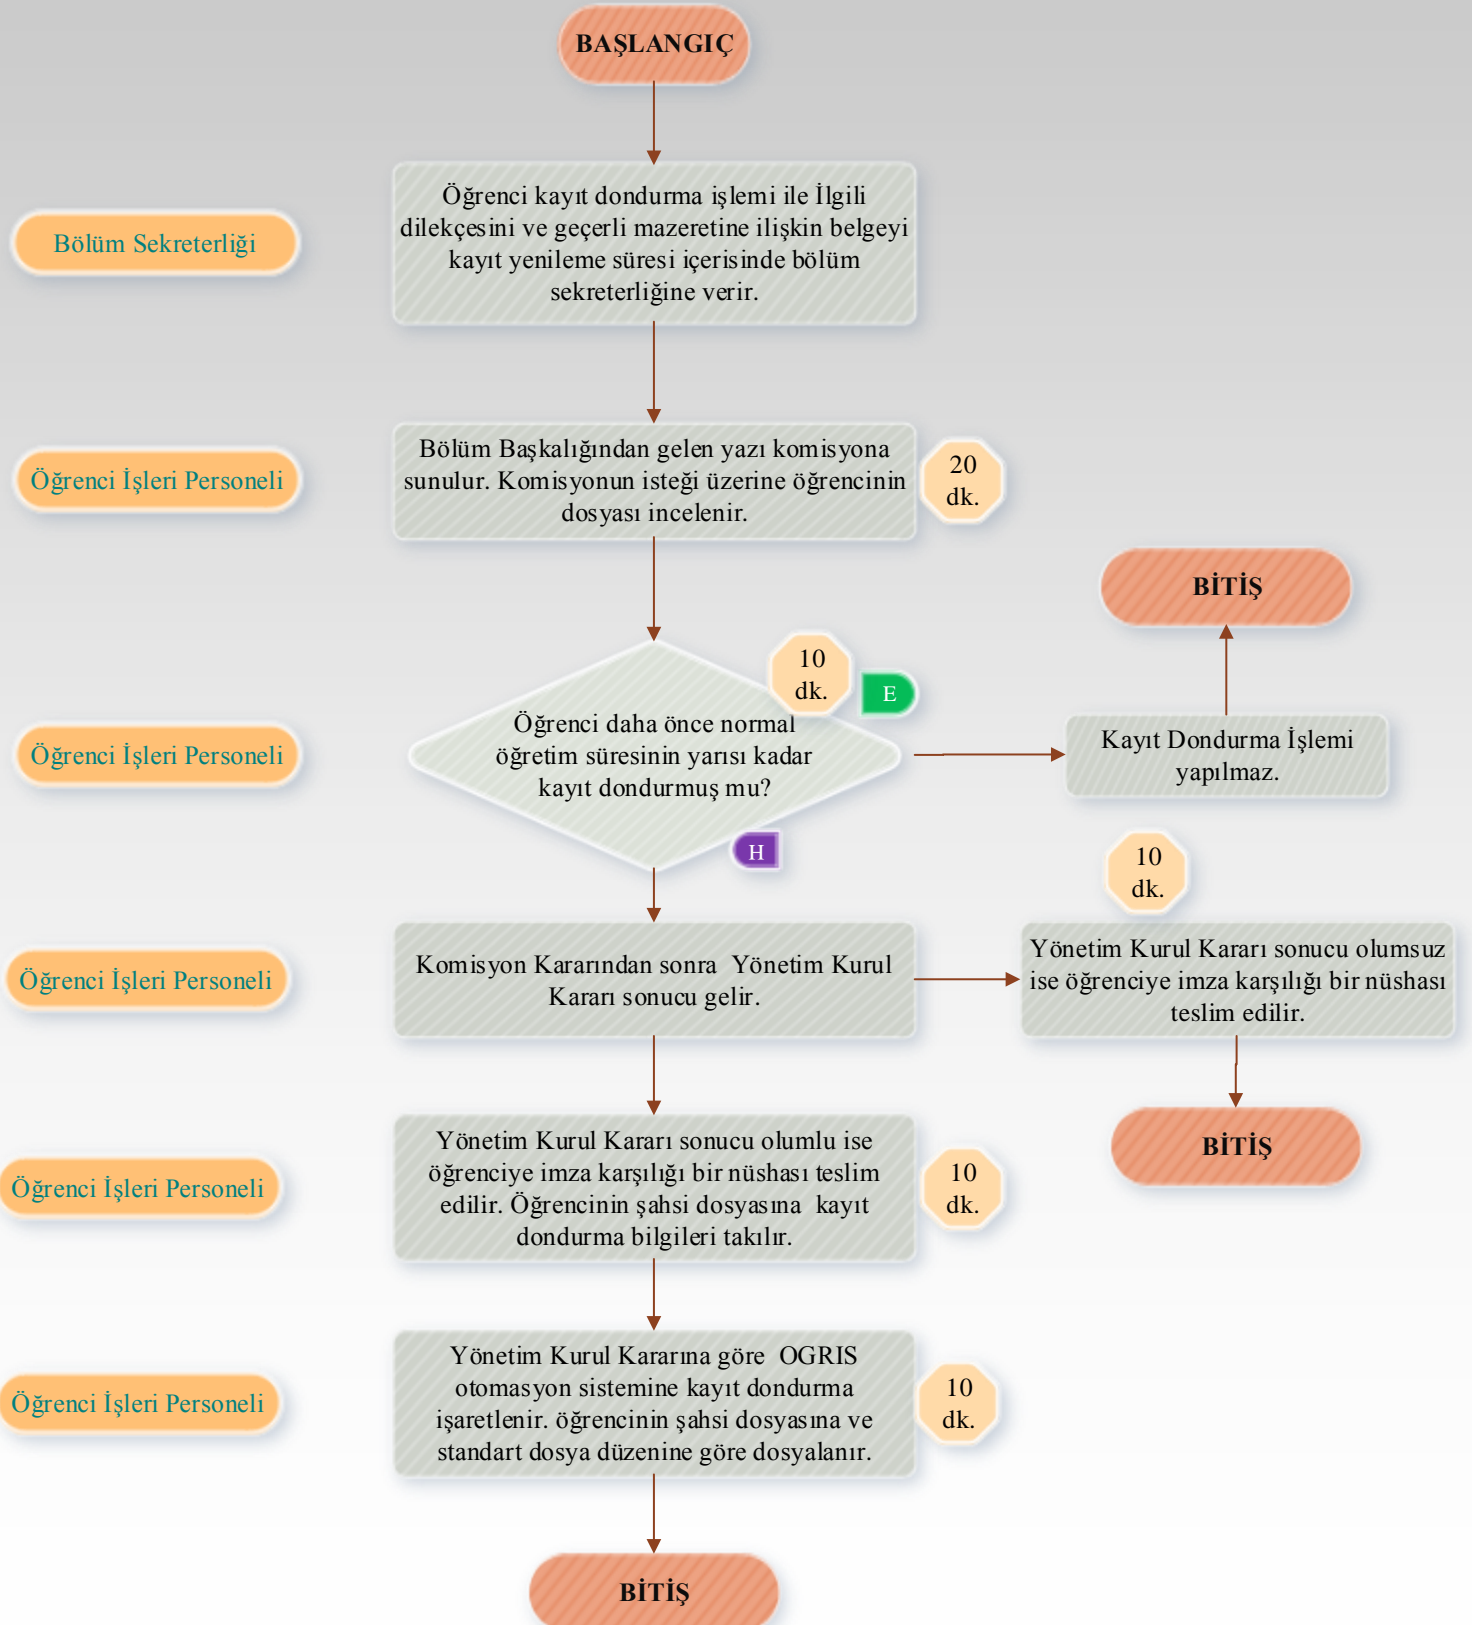 BAŞLANGIÇ
Bölüm Sekreterliği
Öğrenci kayıt dondurma işlemi ile İlgili
dilekçesini ve geçerli mazeretine ilişkin belgeyi
kayıt yenileme süresi içerisinde bölüm
sekreterliğine verir.
Öğrenci İşleri Personeli
Bölüm Başkalığından gelen yazı komisyona
sunulur. Komisyonun isteği üzerine öğrencinin
dosyası incelenir.
20
dk.
BİTİŞ
Öğrenci İşleri Personeli
Öğrenci daha önce normal
öğretim süresinin yarısı kadar
kayıt dondurmuş mu?
10
dk.
E
Kayıt Dondurma İşlemi
yapılmaz.
H
Öğrenci İşleri Personeli
Komisyon Kararından sonra Yönetim Kurul
Kararı sonucu gelir.
10
dk.
Yönetim Kurul Kararı sonucu olumsuz
ise öğrenciye imza karşılığı bir nüshası
teslim edilir.
BİTİŞ
Öğrenci İşleri Personeli
Yönetim Kurul Kararı sonucu olumlu ise
öğrenciye imza karşılığı bir nüshası teslim
edilir. Öğrencinin şahsi dosyasına kayıt
dondurma bilgileri takılır.
10
dk.
Öğrenci İşleri Personeli
Yönetim Kurul Kararına göre OGRIS
otomasyon sistemine kayıt dondurma
işaretlenir. öğrencinin şahsi dosyasına ve
standart dosya düzenine göre dosyalanır.
10
dk.
BİTİŞ